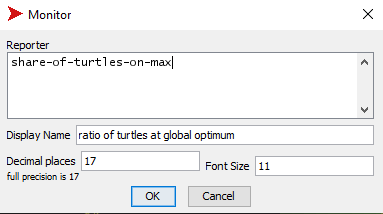 Monitor
Reporter
share-of-turtles-on-max
Display Name ratio of turtles at global optimum
Decimal places 17 Font Size 11
full precision is 17
OK Cancel